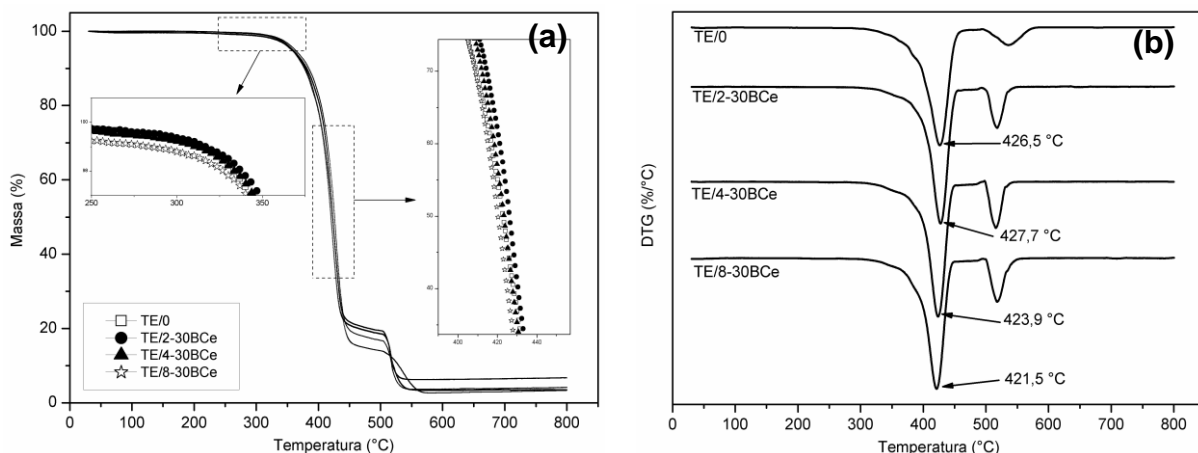 (a)
100
80
60
40
20
0
Massa (%)
0 100 200 300 400 500 600 700 800
Temperatura (°C)
250 300 350
70
60
50
40
400 420 440
TE/0
TE/2-30BCe
TE/4-30BCe
TE/8-30BCe
(b)
DTG (%/°C)
TE/0
TE/2-30BCe
426,5 °C
TE/4-30BCe
427,7 °C
TE/8-30BCe
423,9 °C
421,5 °C
0 100 200 300 400 500 600 700 800
Temperatura (°C)